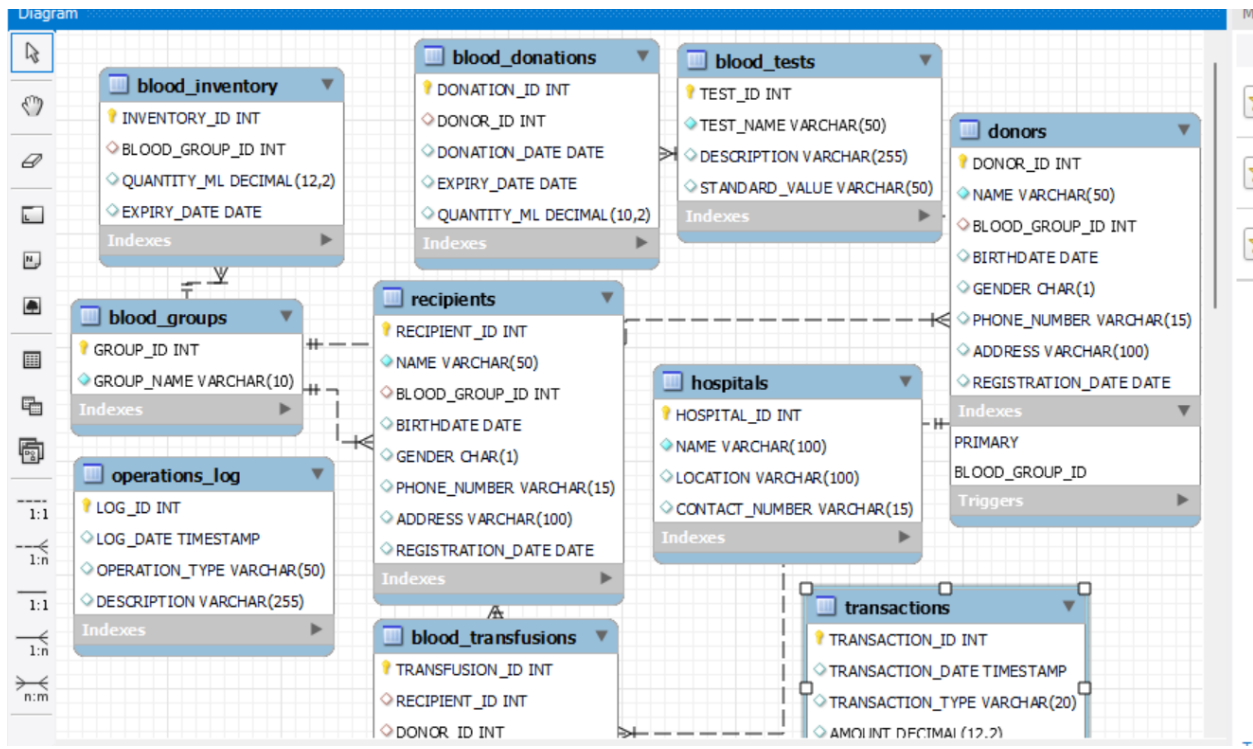 Diagram
blood_inventory
INVENTORY_ID INT
BLOOD_GROUP_ID INT
QUANTITY_ML DECIMAL(12,2)
EXPIRY_DATE DATE
Indexes
blood_donations
DONATION_ID INT
DONOR_ID INT
DONATION_DATE DATE
EXPIRY_DATE DATE
QUANTITY_ML DECIMAL(10,2)
Indexes
blood_tests
TEST_ID INT
TEST_NAME VARCHAR(50)
DESCRIPTION VARCHAR(255)
STANDARD_VALUE VARCHAR(50)
Indexes
donors
DONOR_ID INT
NAME VARCHAR(50)
BLOOD_GROUP_ID INT
BIRTHDATE DATE
GENDER CHAR(1)
PHONE_NUMBER VARCHAR(15)
ADDRESS VARCHAR(100)
REGISTRATION_DATE DATE
Indexes
PRIMARY
BLOOD_GROUP_ID
Triggers
blood_groups
GROUP_ID INT
GROUP_NAME VARCHAR(10)
Indexes
recipients
RECIPIENT_ID INT
NAME VARCHAR(50)
BLOOD_GROUP_ID INT
BIRTHDATE DATE
GENDER CHAR(1)
PHONE_NUMBER VARCHAR(15)
ADDRESS VARCHAR(100)
REGISTRATION_DATE DATE
Indexes
hospitals
HOSPITAL_ID INT
NAME VARCHAR(100)
LOCATION VARCHAR(100)
CONTACT_NUMBER VARCHAR(15)
Indexes
operations_log
LOG_ID INT
LOG_DATE TIMESTAMP
OPERATION_TYPE VARCHAR(50)
DESCRIPTION VARCHAR(255)
Indexes
blood_transfusions
TRANSFUSION_ID INT
RECIPIENT_ID INT
DONOR ID INT
transactions
TRANSACTION_ID INT
TRANSACTION_DATE TIMESTAMP
TRANSACTION_TYPE VARCHAR(20)
AMOUNT DECIMAL(12,2)
1:1
1:n
1:1
1:n
n:m